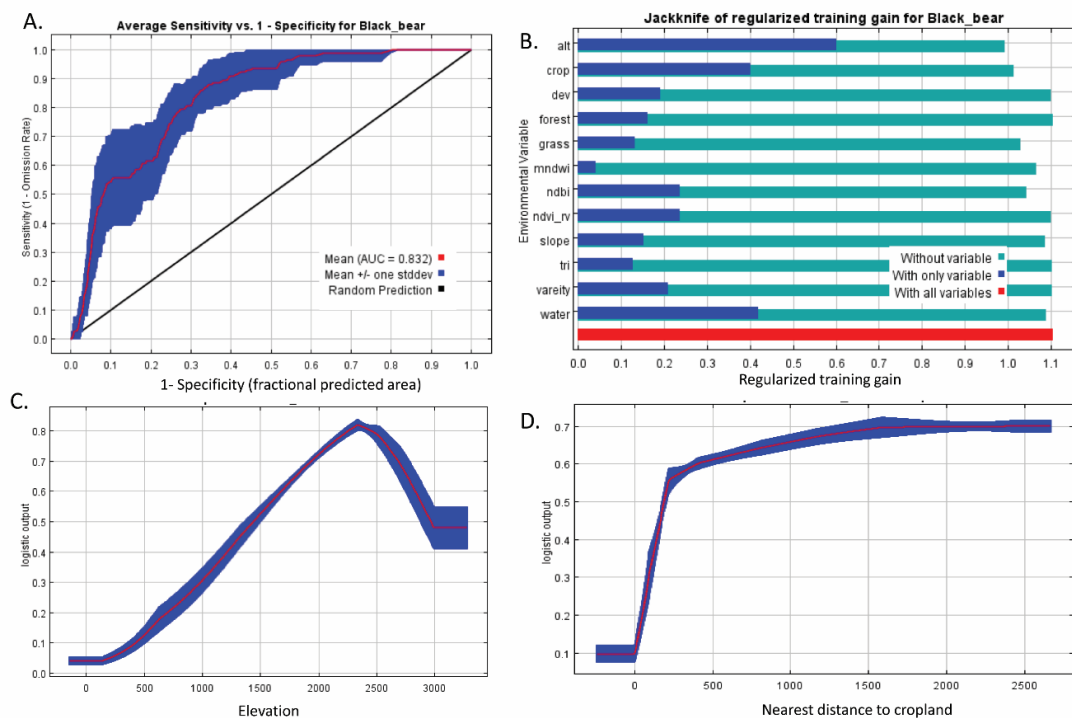 A.
Average Sensitivity vs. 1 - Specificity for Black_bear
Sensitivity (1 - Omission Rate)
1.0
0.9
0.8
0.7
0.6
0.5
0.4
0.3
0.2
0.1
0.0
Mean (AUC = 0.832)
Mean +/- one stddev
Random Prediction
0.0 0.1 0.2 0.3 0.4 0.5 0.6 0.7 0.8 0.9 1.0
1- Specificity (fractional predicted area)
B.
Jackknife of regularized training gain for Black_bear
Environmental Variable
alt
crop
dev
forest
grass
mndwi
ndbi
ndvi_rv
slope
tri
vareity
water
Without variable
With only variable
With all variables
0.0 0.1 0.2 0.3 0.4 0.5 0.6 0.7 0.8 0.9 1.0 1.1
Regularized training gain
C.
logistic output
0.8
0.7
0.6
0.5
0.4
0.3
0.2
0.1
0.0
0 500 1000 1500 2000 2500 3000
Elevation
D.
logistic output
0.7
0.6
0.5
0.4
0.3
0.2
0.1
0 500 1000 1500 2000 2500
Nearest distance to cropland